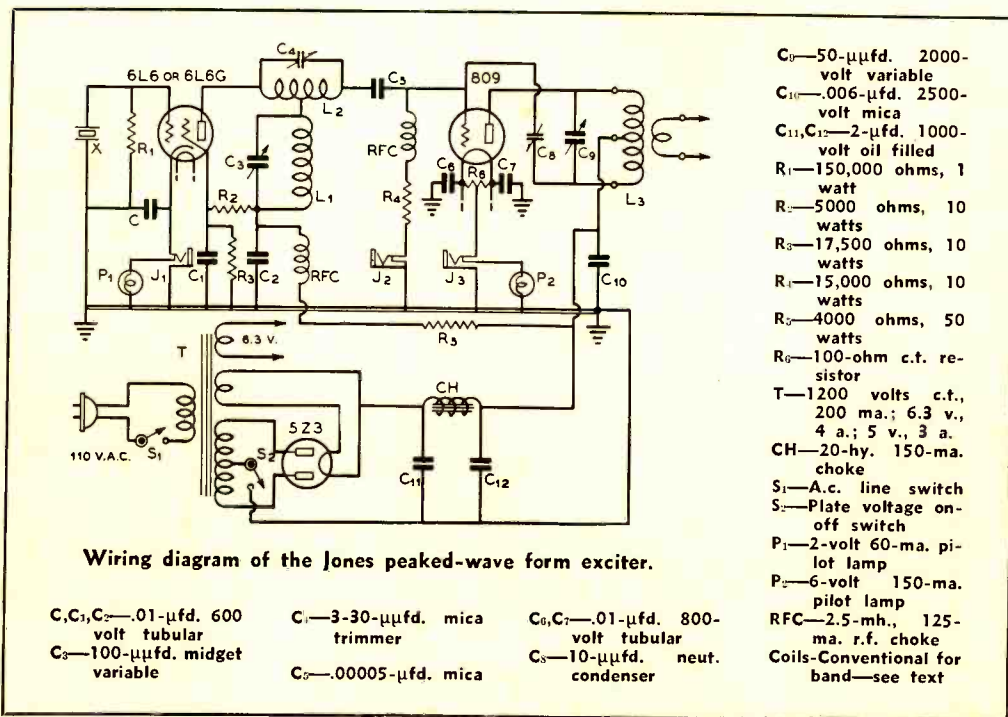 C4
6L6 OR 6L6G
C5
809
L2
X
R1
C3
L1
RFC
C8
C9
L3
C6
R6
C7
R2
R4
C
P1
J1
C1
R3
C2
RFC
J2
J3
P2
C10
R5
T
6.3 V.
CH
5Z3
S2
110 V.A.C.
S1
C11
C12
Wiring diagram of the Jones peaked-wave form exciter.
C,C1,C2—.01-μfd. 600
volt tubular
C3—100-μμfd. midget
variable
C4—3-30-μμfd. mica
trimmer
C5—.00005-μfd. mica
C6,C7—.01-μfd. 800-
volt tubular
C8—10-μμfd. neut.
condenser
C9—50-μμfd. 2000-
volt variable
C10—.006-μfd. 2500-
volt mica
C11,C12—2-μfd. 1000-
volt oil filled
R1—150,000 ohms, 1
watt
R2—5000 ohms, 10
watts
R3—17,500 ohms, 10
watts
R4—15,000 ohms, 10
watts
R5—4000 ohms, 50
watts
R6—100-ohm c.t. re-
sistor
T—1200 volts c.t.,
200 ma.; 6.3 v.,
4 a.; 5 v., 3 a.
CH—20-hy. 150-ma.
choke
S1—A.c. line switch
S2—Plate voltage on-
off switch
P1—2-volt 60-ma. pi-
lot lamp
P2—6-volt 150-ma.
pilot lamp
RFC—2.5-mh., 125-
ma. r.f. choke
Coils-Conventional for
band—see text